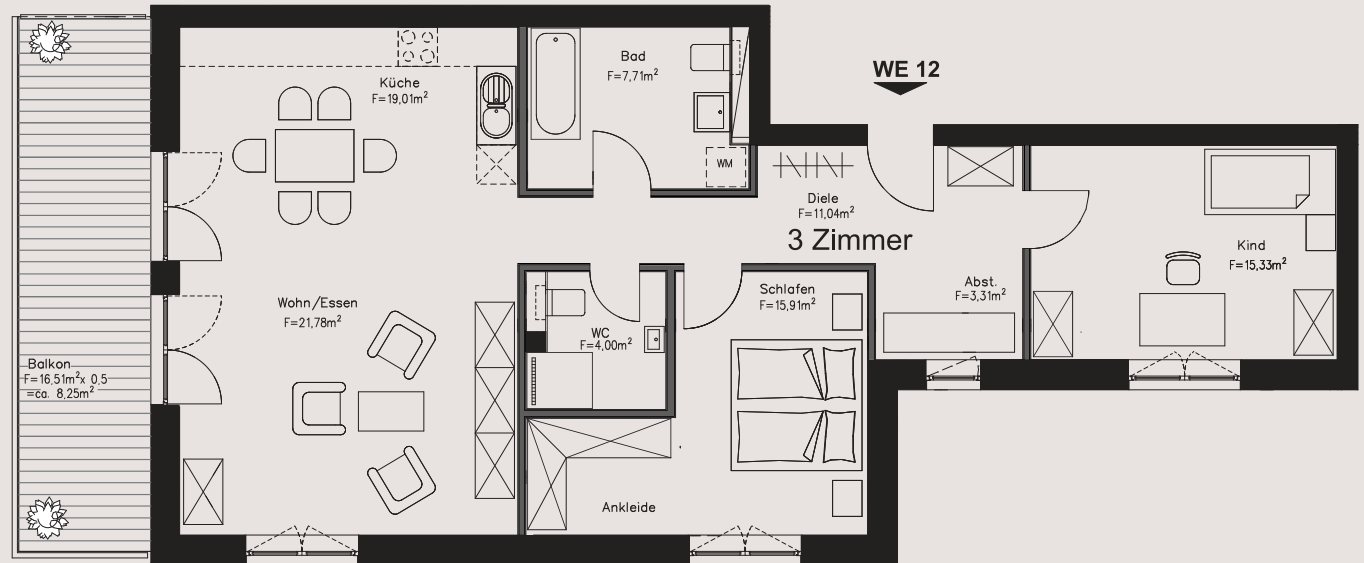 WE 12
Küche
F=19,01m²
Bad
F=7,71m²
WM
Diele
F=11,04m²
3 Zimmer
Kind
F=15,33m²
Abst.
F=3,31m²
Schlafen
F=15,91m²
Wohn/Essen
F=21,78m²
WC
F=4,00m²
Balkon
F=16,51m²x 0,5
=ca. 8,25m²
Ankleide